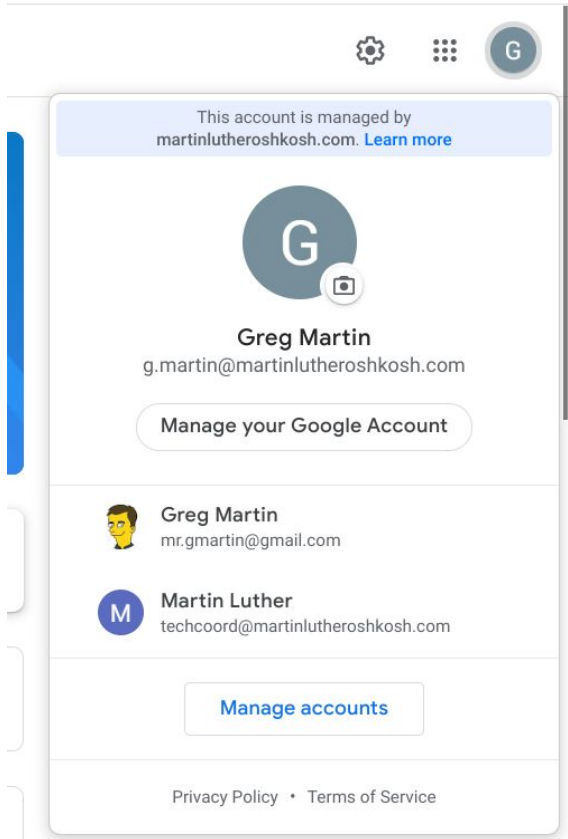 G
This account is managed by
martinlutheroshkosh.com. Learn more
G
Greg Martin
g.martin@martinlutheroshkosh.com
Manage your Google Account
Greg Martin
mr.gmartin@gmail.com
M
Martin Luther
techcoord@martinlutheroshkosh.com
Manage accounts
Privacy Policy • Terms of Service